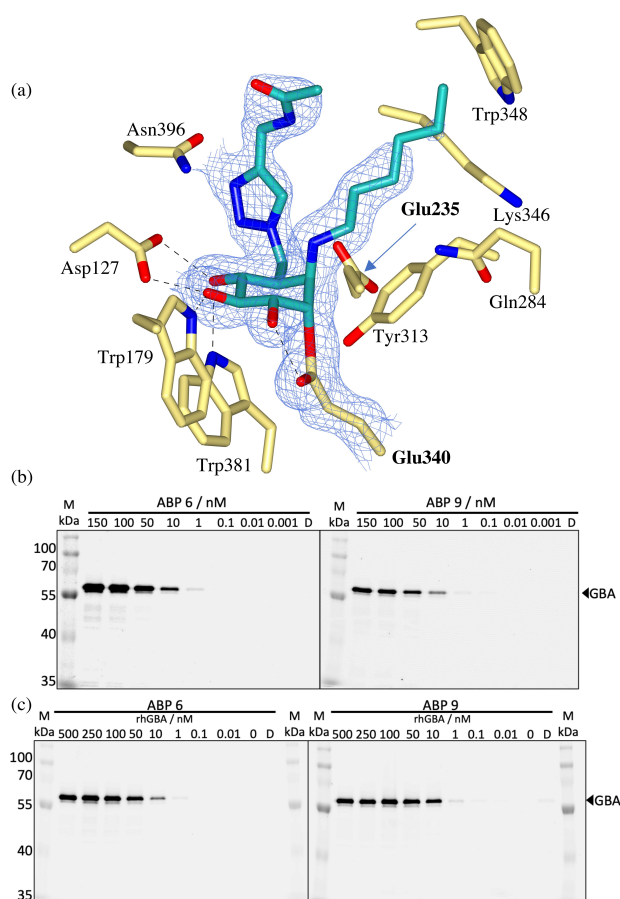 (a)
Trp348
Asn396
Glu235
Lys346
Asp127
Gln284
Tyr313
Trp179
Trp381
Glu340
(b)
M ABP 6 / nM M ABP 9 / nM
kDa 150 100 50 10 1 0.1 0.01 0.001 D kDa 150 100 50 10 1 0.1 0.01 0.001 D
100
70
55 GBA
40
35
(c)
ABP 6 ABP 9
M rhGBA / nM M M rhGBA / nM M
kDa 500 250 100 50 10 1 0.1 0.01 0 D kDa kDa 500 250 100 50 10 1 0.1 0.01 0 D kDa
100
70
55 GBA
40
35